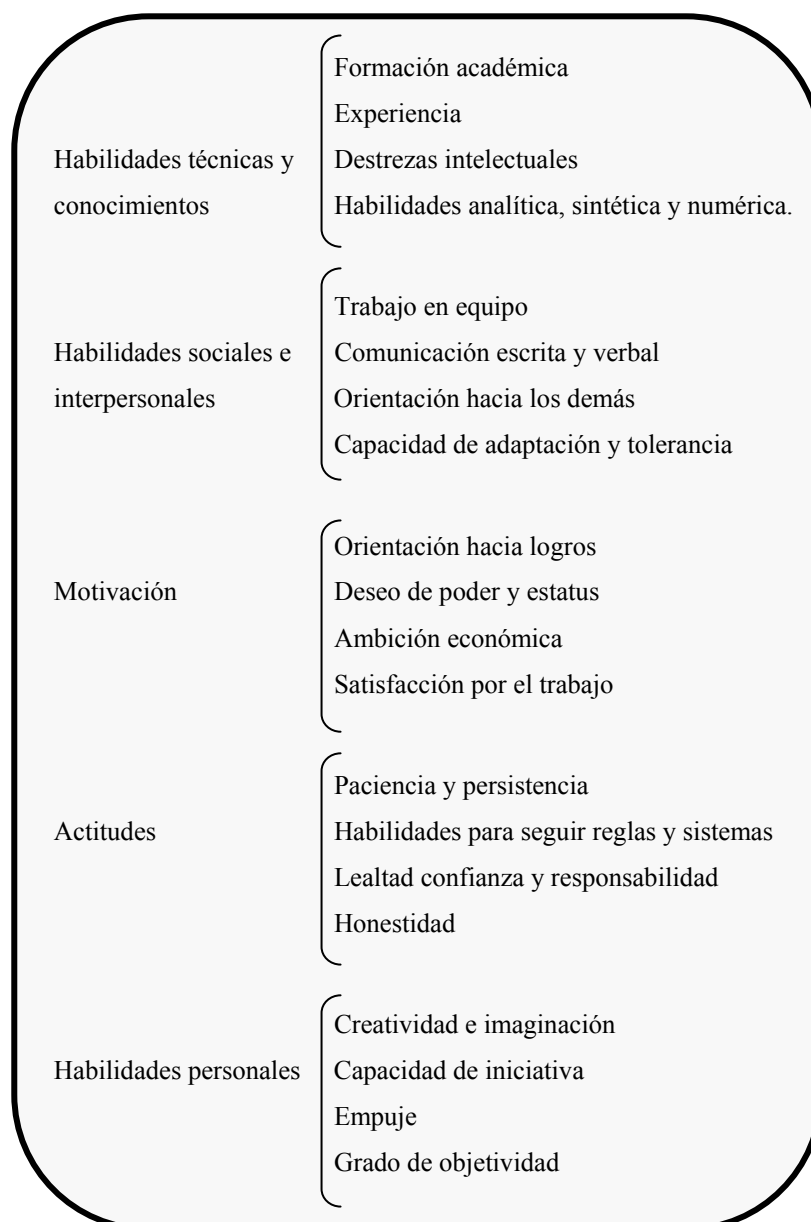 Habilidades técnicas y
conocimientos
Formación académica
Experiencia
Destrezas intelectuales
Habilidades analítica, sintética y numérica.
Habilidades sociales e
interpersonales
Trabajo en equipo
Comunicación escrita y verbal
Orientación hacia los demás
Capacidad de adaptación y tolerancia
Motivación
Orientación hacia logros
Deseo de poder y estatus
Ambición económica
Satisfacción por el trabajo
Actitudes
Paciencia y persistencia
Habilidades para seguir reglas y sistemas
Lealtad confianza y responsabilidad
Honestidad
Habilidades personales
Creatividad e imaginación
Capacidad de iniciativa
Empuje
Grado de objetividad